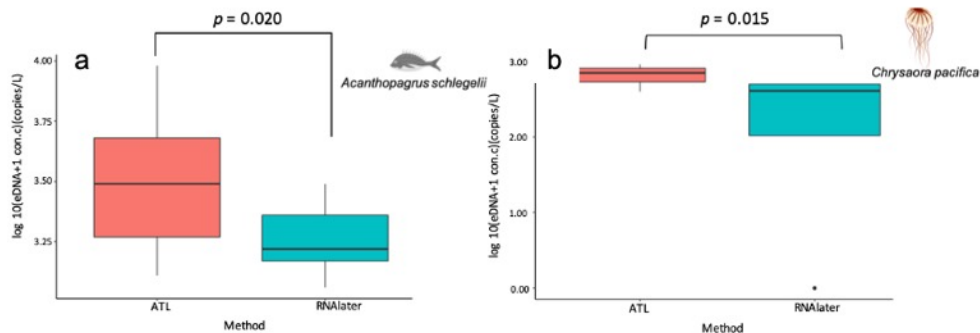 p = 0.020
a
Acanthopagrus schlegelii
4.00
3.75
3.50
3.25
log 10(eDNA+1 con.c)(copies/L)
ATL
RNAlater
Method
p = 0.015
b
Chrysaora pacifica
3.00
2.00
1.00
0.00
log 10(eDNA+1 con.c)(copies/L)
ATL
RNAlater
Method